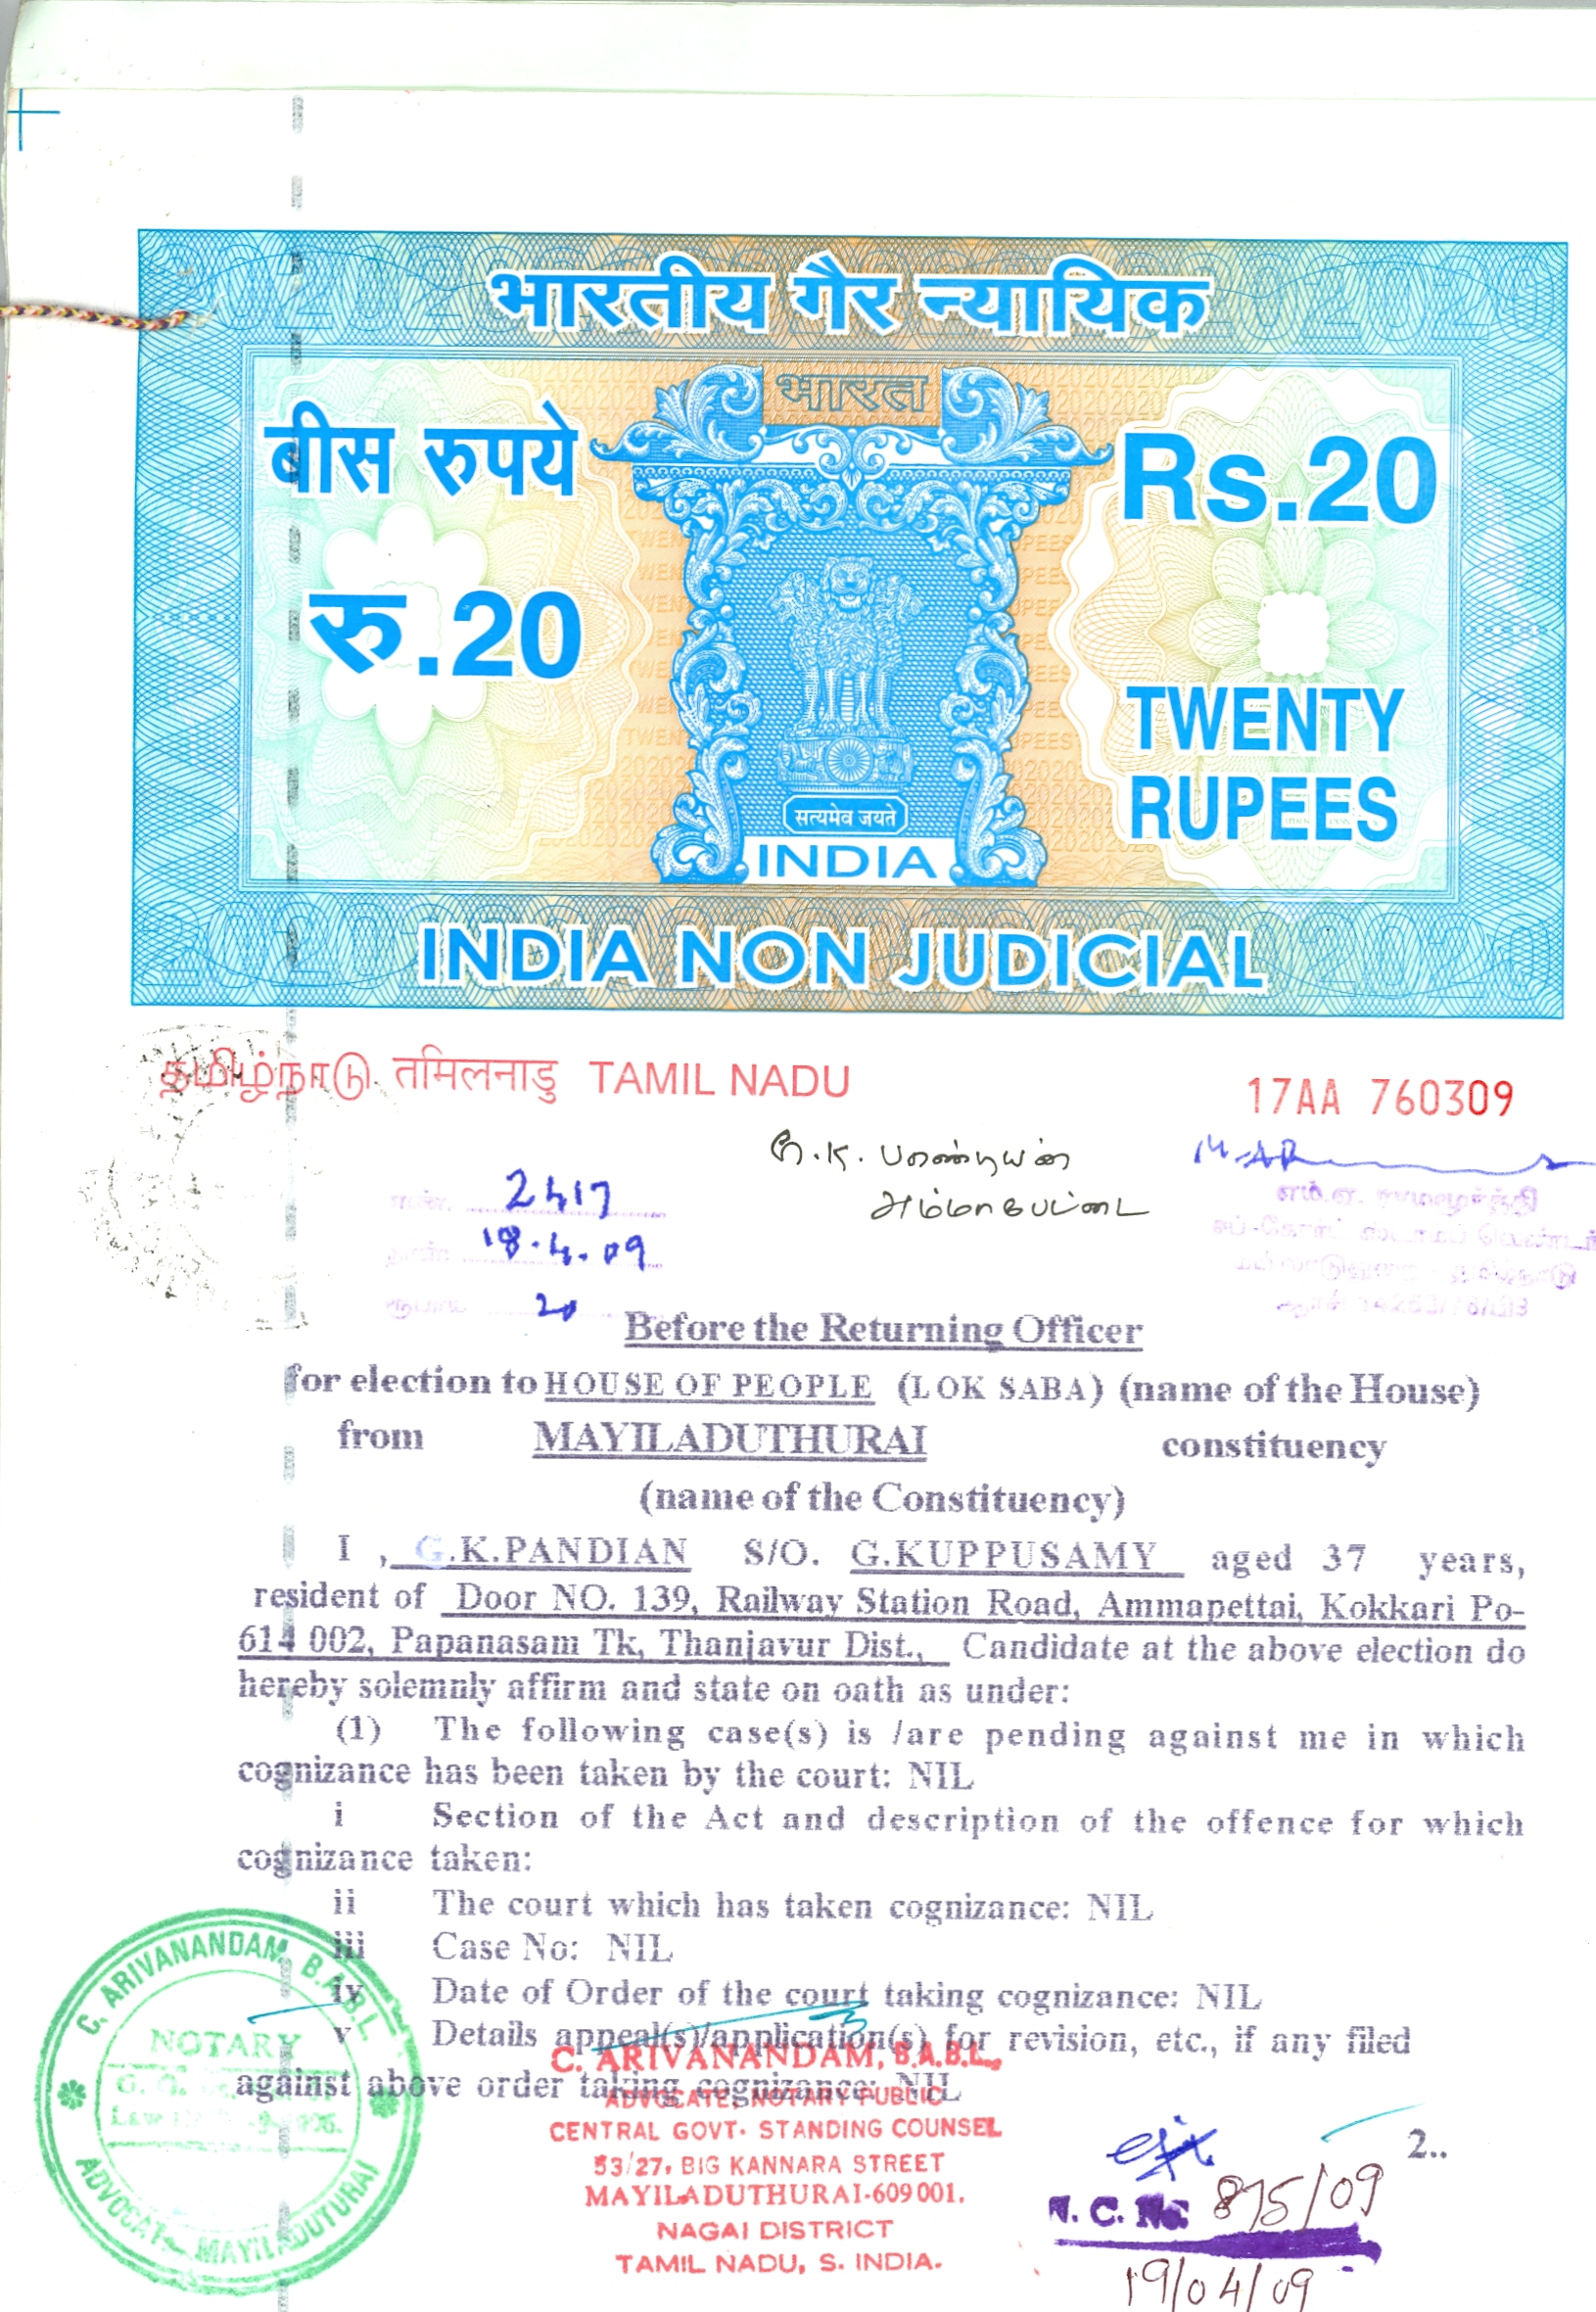 भारतीय गैर न्यायिक
भारत
बीस रुपये
Rs.20
रु.20
TWENTY
RUPEES
सत्यमेव जयते
INDIA
INDIA NON JUDICIAL
தமிழ்நாடு तमिलनाडु TAMIL NADU
17AA 760309
ஜி.கே. பாண்டியன்
அம்மாபேட்டை
2417
18.4.09
20
Before the Returning Officer
for election to HOUSE OF PEOPLE (LOK SABA) (name of the House)
from MAYILADUTHURAI constituency
(name of the Constituency)
I , G.K.PANDIAN S/O. G.KUPPUSAMY aged 37 years,
resident of Door NO. 139, Railway Station Road, Ammapettai, Kokkari Po-
614 002, Papanasam Tk, Thanjavur Dist., Candidate at the above election do
hereby solemnly affirm and state on oath as under:
(1) The following case(s) is /are pending against me in which
cognizance has been taken by the court: NIL
i Section of the Act and description of the offence for which
cognizance taken:
ii The court which has taken cognizance: NIL
iii Case No: NIL
iv Date of Order of the court taking cognizance: NIL
v Details appeal(s)/application(s) for revision, etc., if any filed
against above order taking cognizance: NIL
2..
C. ARIVANANDAM, B.A.B.L.
NOTARY
ADVOCATE MAYILADUTURAI
C. ARIVANANDAM, B.A.B.L.,
ADVOCATE, NOTARY PUBLIC
CENTRAL GOVT. STANDING COUNSEL
53/27, BIG KANNARA STREET
MAYILADUTHURAI-609 001.
NAGAI DISTRICT
TAMIL NADU, S. INDIA.
N. C. No. 875/09
19/04/09